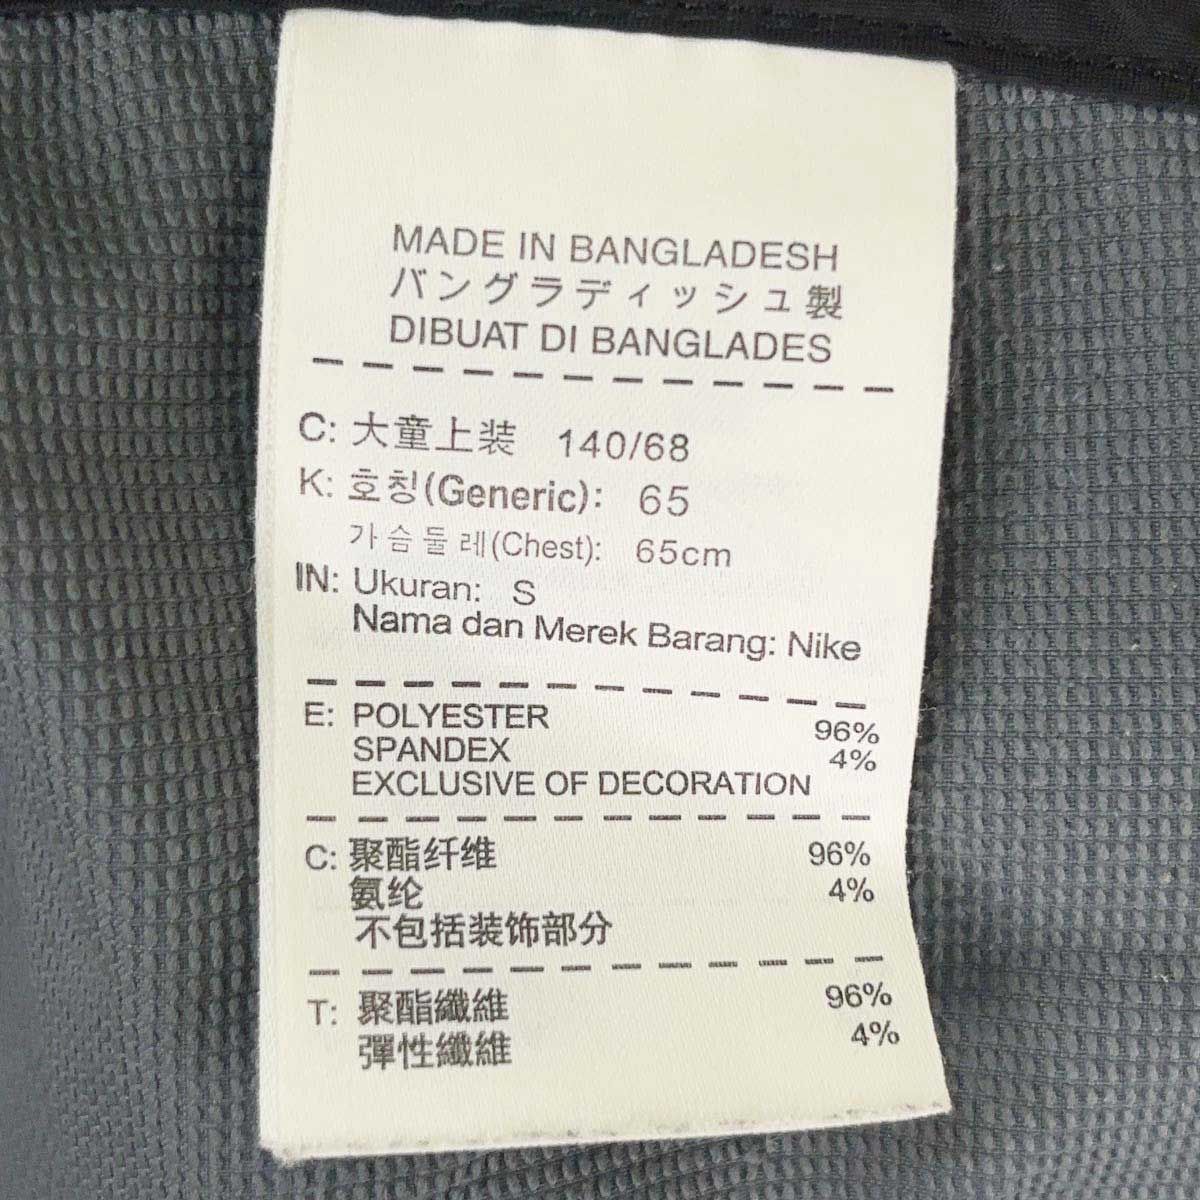 MADE IN BANGLADESH
バングラディッシュ製
DIBUAT DI BANGLADES
C: 大童上装 140/68
K: 호칭(Generic): 65
가슴둘레(Chest): 65cm
IN: Ukuran: S
Nama dan Merek Barang: Nike
E: POLYESTER 96%
SPANDEX 4%
EXCLUSIVE OF DECORATION
C: 聚酯纤维 96%
氨纶 4%
不包括装饰部分
T: 聚酯纖維 96%
彈性纖維 4%